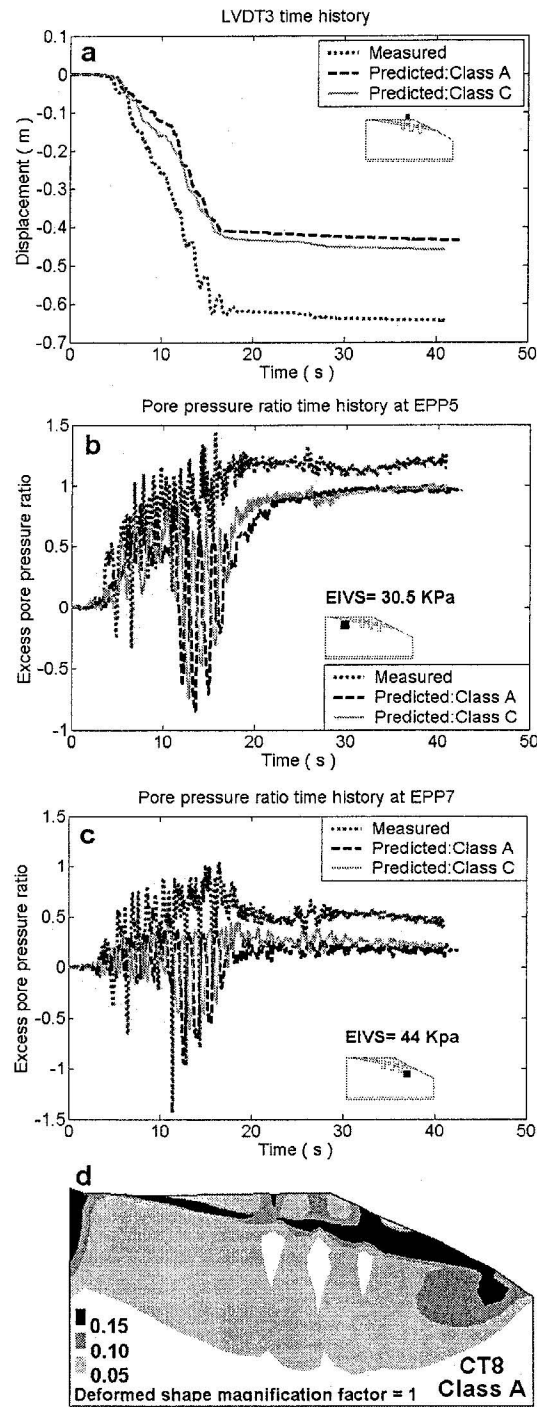 LVDT3 time history
a
Measured
Predicted:Class A
Predicted:Class C
0.1
0
-0.1
-0.2
-0.3
-0.4
-0.5
-0.6
-0.7
Displacement ( m )
0 10 20 30 40 50
Time ( s )
Pore pressure ratio time history at EPP5
b
1.5
1
0.5
0
-0.5
-1
Excess pore pressure ratio
EIVS= 30.5 KPa
Measured
Predicted:Class A
Predicted:Class C
0 10 20 30 40 50
Time ( s )
Pore pressure ratio time history at EPP7
c
Measured
Predicted:Class A
Predicted:Class C
1.5
1
0.5
0
-0.5
-1
-1.5
Excess pore pressure ratio
EIVS= 44 Kpa
0 10 20 30 40 50
Time ( s )
d
0.15
0.10
0.05
CT8
Class A
Deformed shape magnification factor = 1